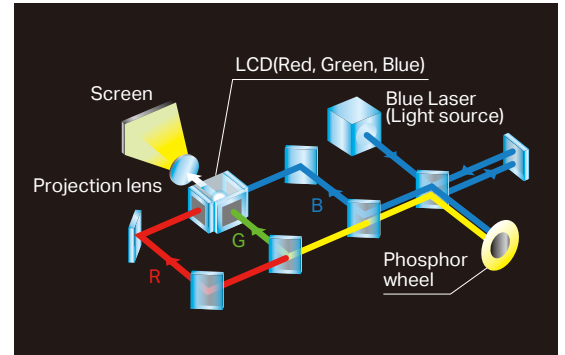 LCD(Red, Green, Blue)
Screen
Blue Laser
(Light source)
Projection lens
B
G
R
Phosphor
wheel